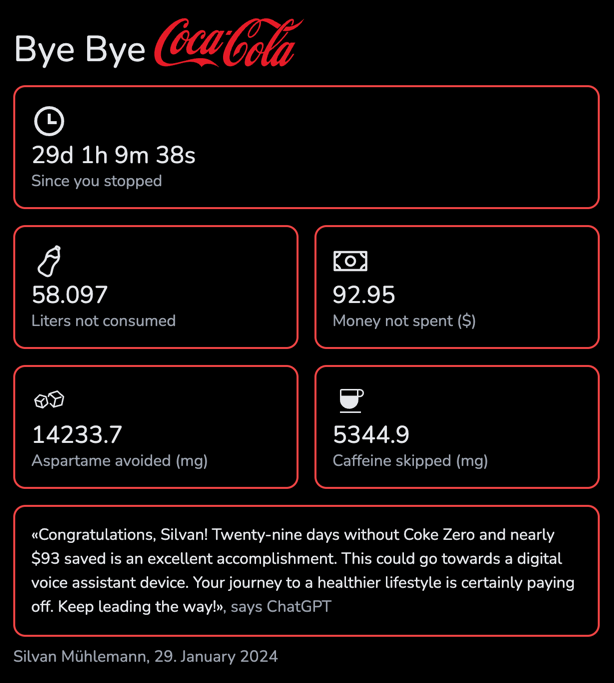 Bye Bye Coca-Cola
29d 1h 9m 38s
Since you stopped
58.097
Liters not consumed
92.95
Money not spent ($)
14233.7
Aspartame avoided (mg)
5344.9
Caffeine skipped (mg)
«Congratulations, Silvan! Twenty-nine days without Coke Zero and nearly
$93 saved is an excellent accomplishment. This could go towards a digital
voice assistant device. Your journey to a healthier lifestyle is certainly paying
off. Keep leading the way!», says ChatGPT
Silvan Mühlemann, 29. January 2024